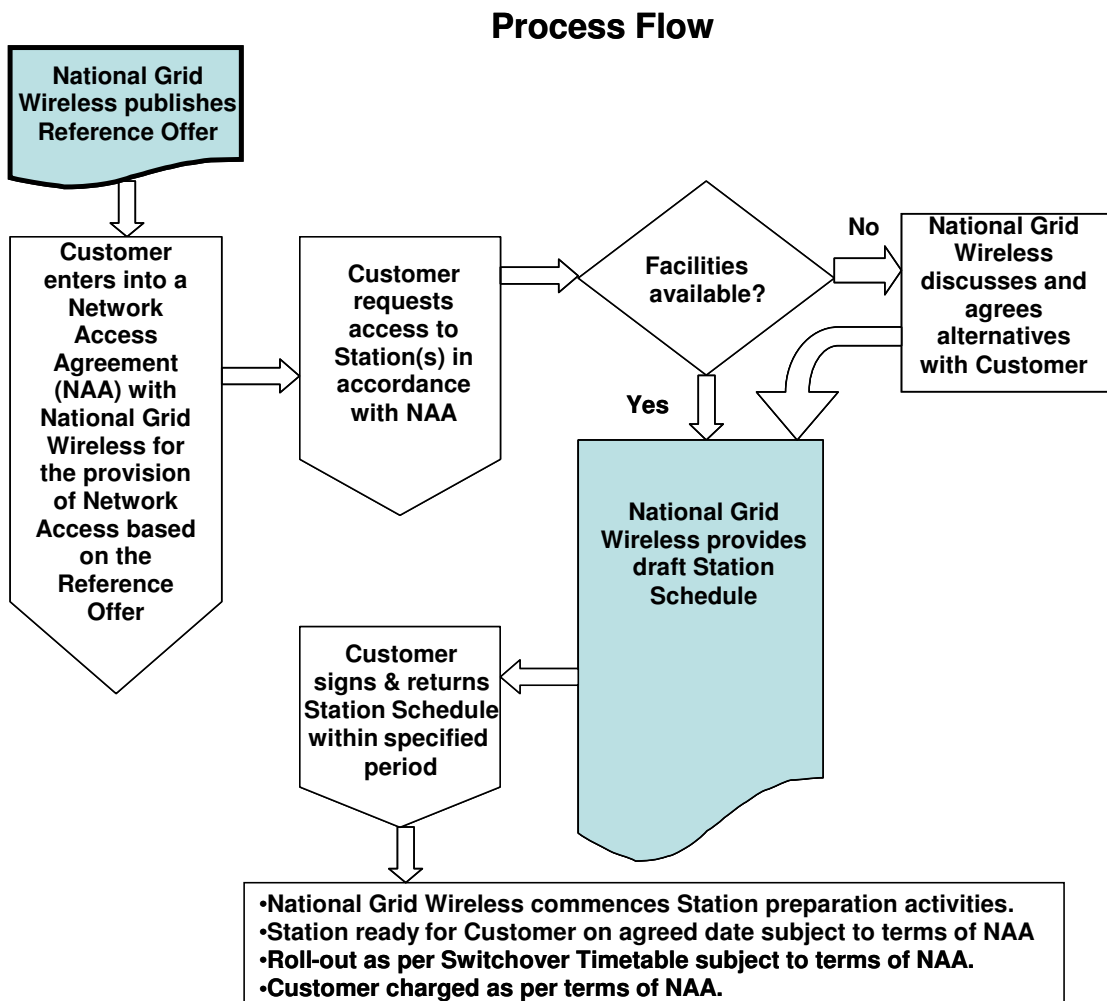 Process Flow
National Grid
Wireless publishes
Reference Offer
Customer
enters into a
Network
Access
Agreement
(NAA) with
National Grid
Wireless for
the provision
of Network
Access based
on the
Reference
Offer
Customer
requests
access to
Station(s) in
accordance
with NAA
Facilities
available?
No
National Grid
Wireless
discusses and
agrees
alternatives
with Customer
Yes
National Grid
Wireless provides
draft Station
Schedule
Customer
signs & returns
Station Schedule
within specified
period
•National Grid Wireless commences Station preparation activities.
•Station ready for Customer on agreed date subject to terms of NAA
•Roll-out as per Switchover Timetable subject to terms of NAA.
•Customer charged as per terms of NAA.